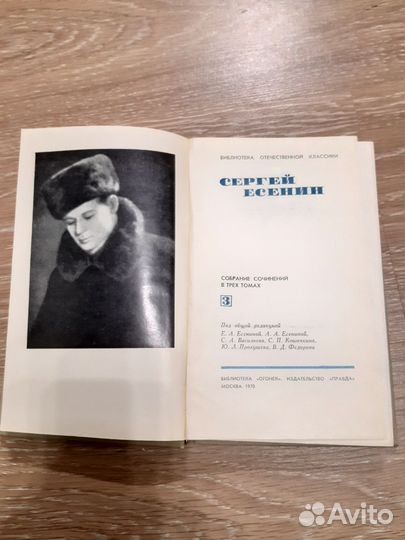 БИБЛИОТЕКА ОТЕЧЕСТВЕННОЙ КЛАССИКИ
СЕРГЕЙ
ЕСЕНИН
СОБРАНИЕ СОЧИНЕНИЙ
В ТРЕХ ТОМАХ
3
Под общей редакцией
Е. А. Есениной, А. А. Есениной,
С. А. Василкова, С. П. Кошечкина,
Ю. Л. Прокушева, В. Д. Федорова
БИБЛИОТЕКА «ОГОНЕК». ИЗДАТЕЛЬСТВО «ПРАВДА»
МОСКВА. 1970
Avito